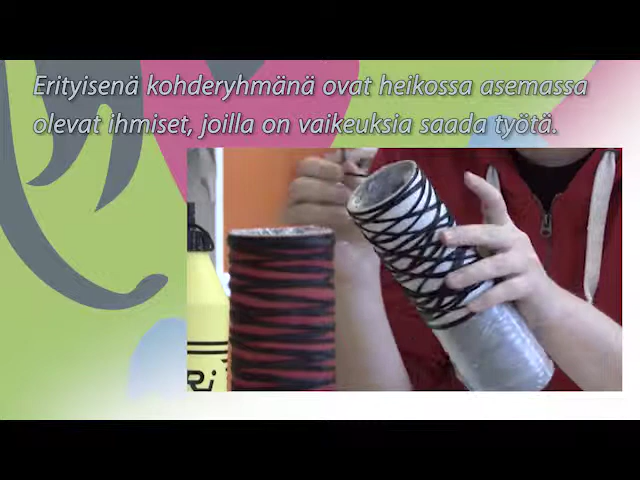 Erityisenä kohderyhmänä ovat heikossa asemassa
olevat ihmiset, joilla on vaikeuksia saada työtä.